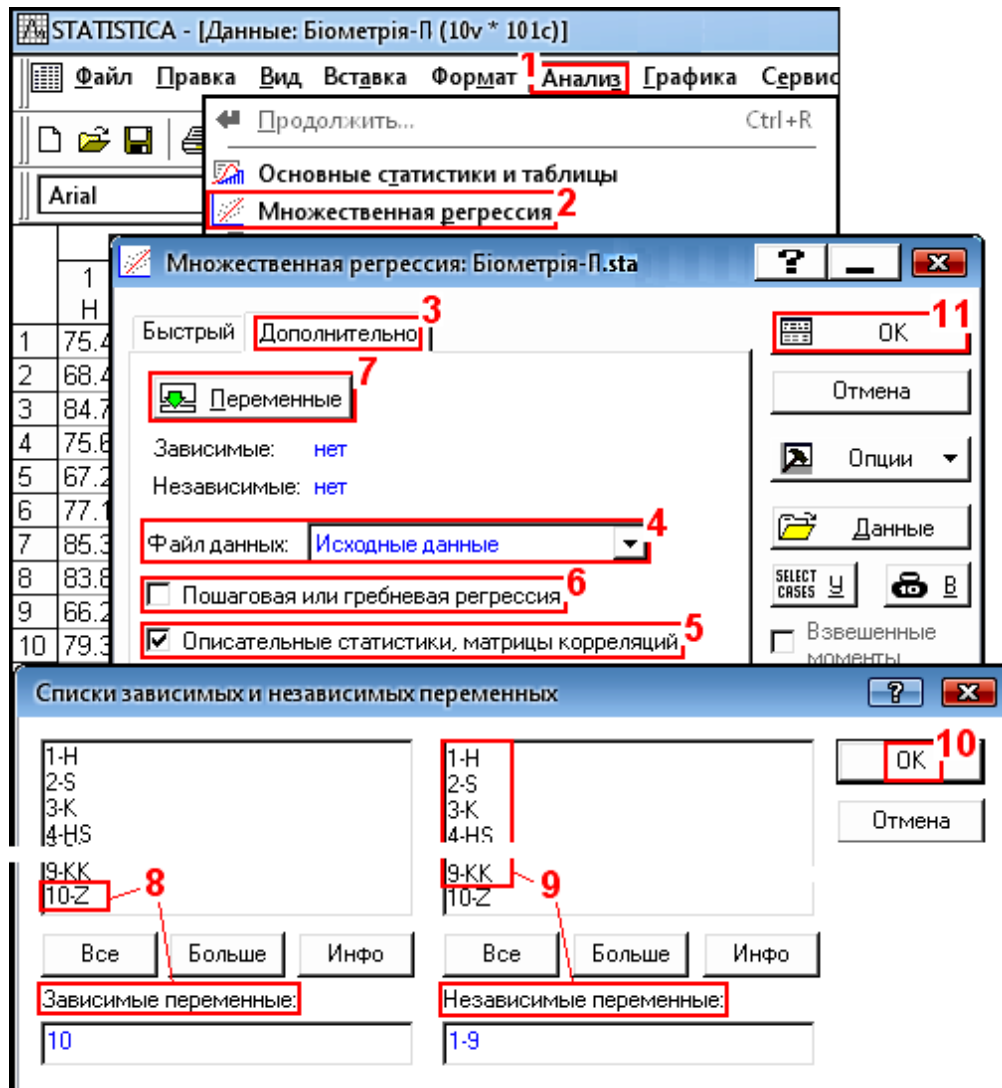 STATISTICA - [Данные: Біометрія-П (10v * 101c)]
Файл Правка Вид Вставка Формат 1 Анализ Графика Сервис
Продолжить... Ctrl+R
Основные статистики и таблицы
Arial
Множественная регрессия 2
Множественная регрессия: Біометрія-П.sta
1
H
Быстрый Дополнительно 3
OK 11
1 75.4
2 68.4
3 84.7
4 75.6
5 67.2
6 77.1
7 85.3
8 83.8
9 66.2
10 79.3
Переменные 7
Отмена
Зависимые: нет
Опции
Независимые: нет
Файл данных: Исходные данные 4
Данные
Пошаговая или гребневая регрессия 6
SELECT CASES У В
Описательные статистики, матрицы корреляций 5
Взвешенные
моменты
Списки зависимых и независимых переменных
1-H
2-S
3-K
4-HS
9-KK
10-Z
8
1-H
2-S
3-K
4-HS
9-KK
10-Z
9
OK 10
Отмена
Все Больше Инфо
Все Больше Инфо
Зависимые переменные:
Независимые переменные:
10
1-9